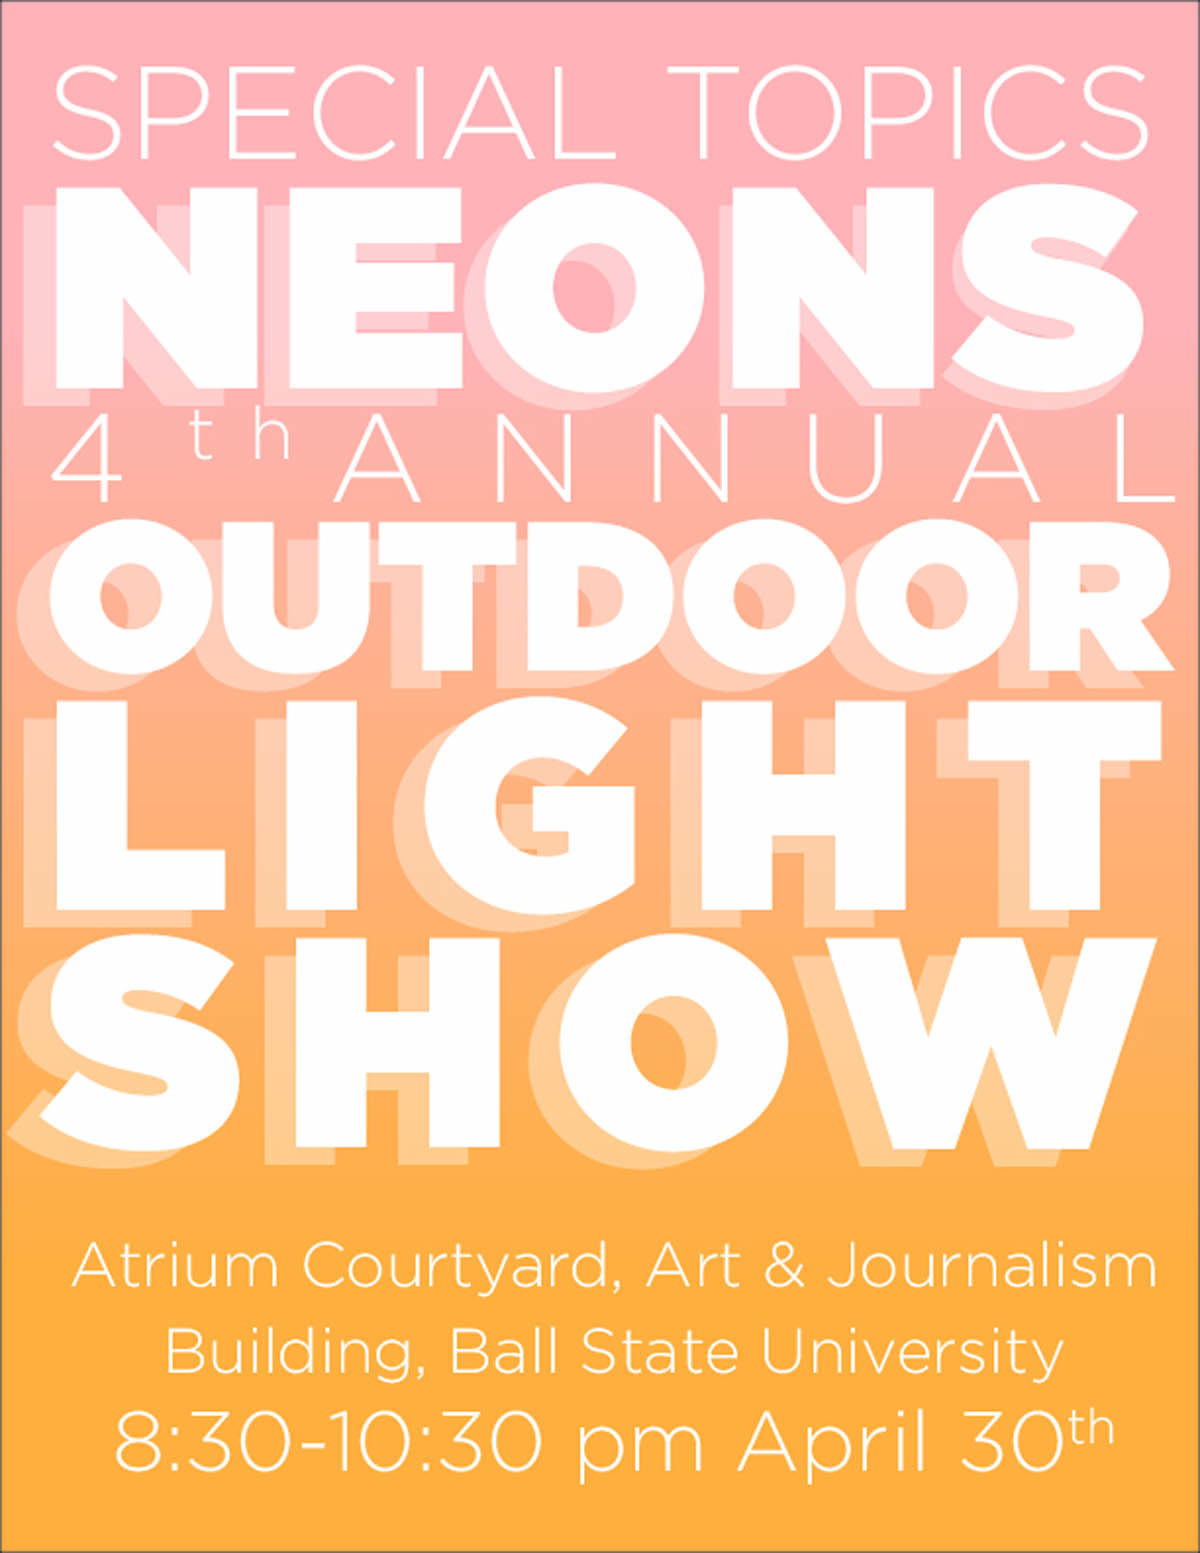 SPECIAL TOPICS
NEONS
4th ANNUAL
OUTDOOR
LIGHT
SHOW
Atrium Courtyard, Art & Journalism
Building, Ball State University
8:30-10:30 pm April 30th